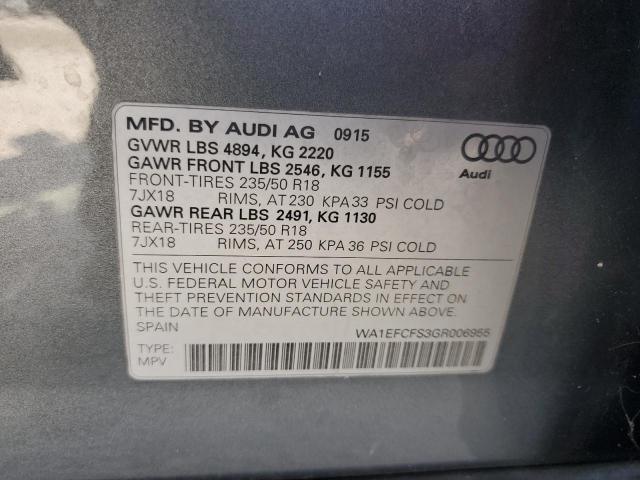 MFD. BY AUDI AG 0915
GVWR LBS 4894, KG 2220
GAWR FRONT LBS 2546, KG 1155
FRONT-TIRES 235/50 R18
7JX18 RIMS, AT 230 KPA 33 PSI COLD
GAWR REAR LBS 2491, KG 1130
REAR-TIRES 235/50 R18
7JX18 RIMS, AT 250 KPA 36 PSI COLD
Audi
THIS VEHICLE CONFORMS TO ALL APPLICABLE
U.S. FEDERAL MOTOR VEHICLE SAFETY AND
THEFT PREVENTION STANDARDS IN EFFECT ON
THE DATE OF MANUFACTURE SHOWN ABOVE.
SPAIN WA1EFCFS3GR006955
TYPE:
MPV